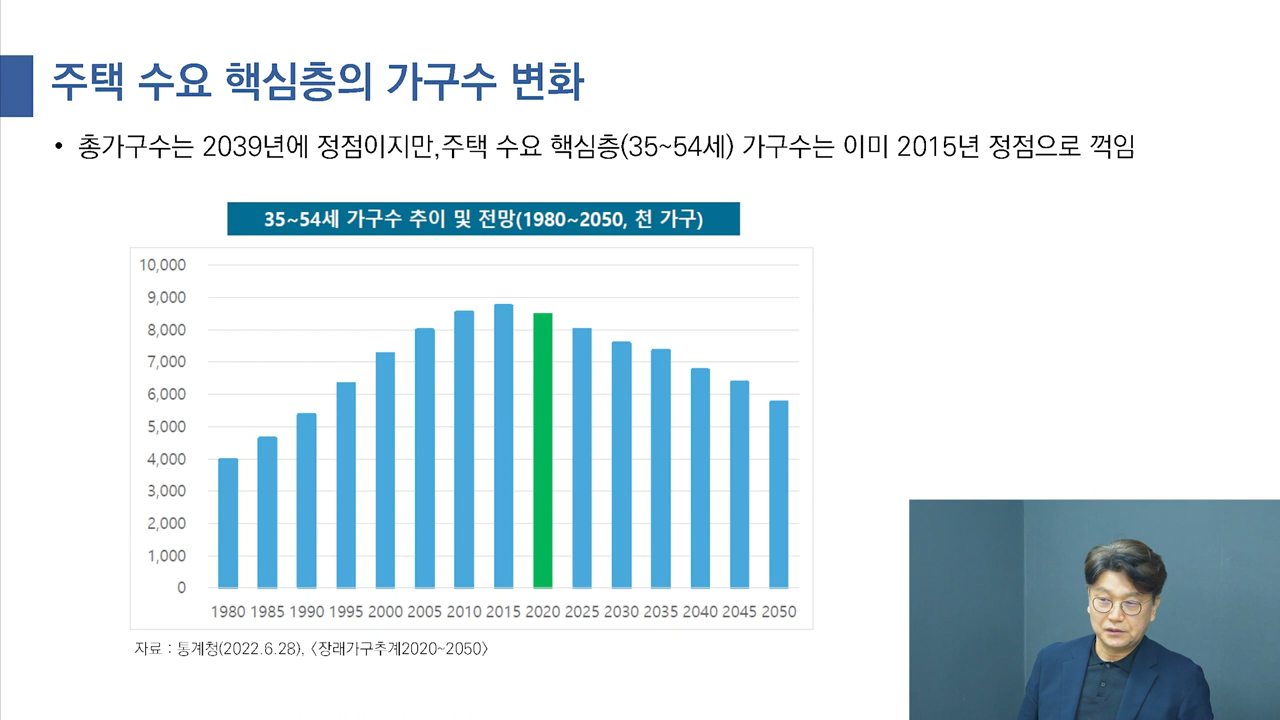 주택 수요 핵심층의 가구수 변화
• 총가구수는 2039년에 정점이지만,주택 수요 핵심층(35~54세) 가구수는 이미 2015년 정점으로 꺽임
35~54세 가구수 추이 및 전망(1980~2050, 천 가구)
10,000
9,000
8,000
7,000
6,000
5,000
4,000
3,000
2,000
1,000
0
1980 1985 1990 1995 2000 2005 2010 2015 2020 2025 2030 2035 2040 2045 2050
자료 : 통계청(2022.6.28), <장래가구추계2020~2050>